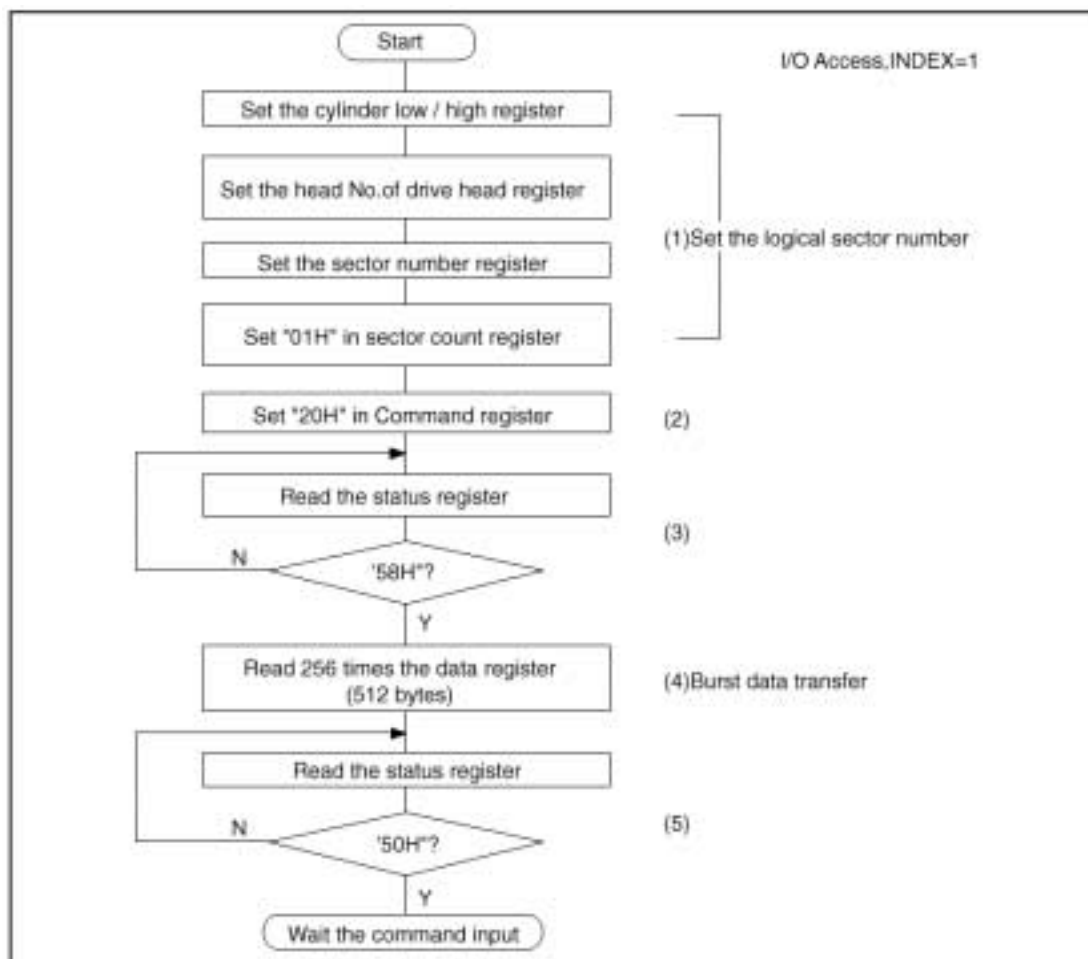 Start
I/O Access,INDEX=1
Set the cylinder low / high register
Set the head No.of drive head register
(1)Set the logical sector number
Set the sector number register
Set "01H" in sector count register
Set "20H" in Command register
(2)
Read the status register
(3)
N
'58H"?
Y
Read 256 times the data register
(512 bytes)
(4)Burst data transfer
Read the status register
(5)
N
'50H"?
Y
Wait the command input